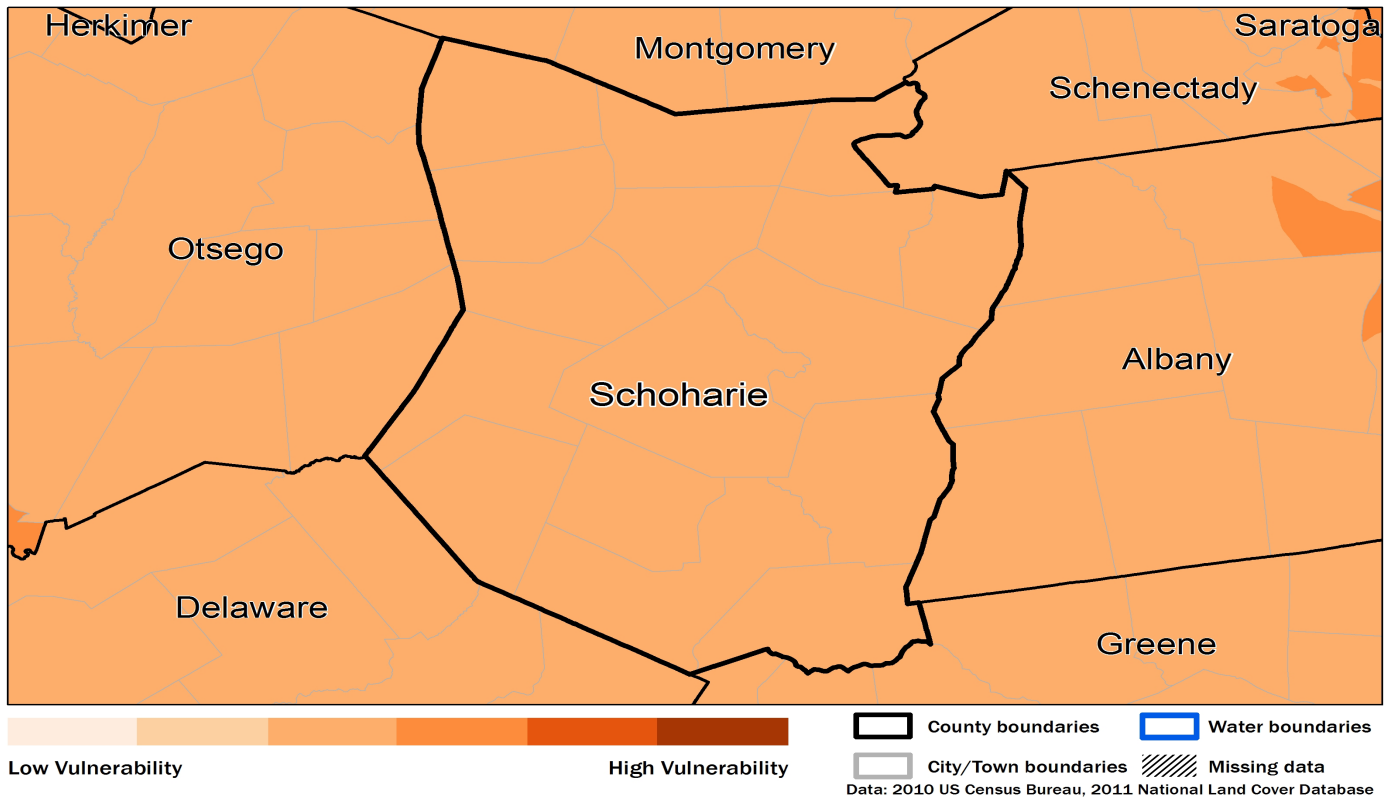 Herkimer
Saratoga
Montgomery
Schenectady
Otsego
Albany
Schoharie
Delaware
Greene
Low Vulnerability
High Vulnerability
County boundaries
Water boundaries
City/Town boundaries
Missing data
Data: 2010 US Census Bureau, 2011 National Land Cover Database